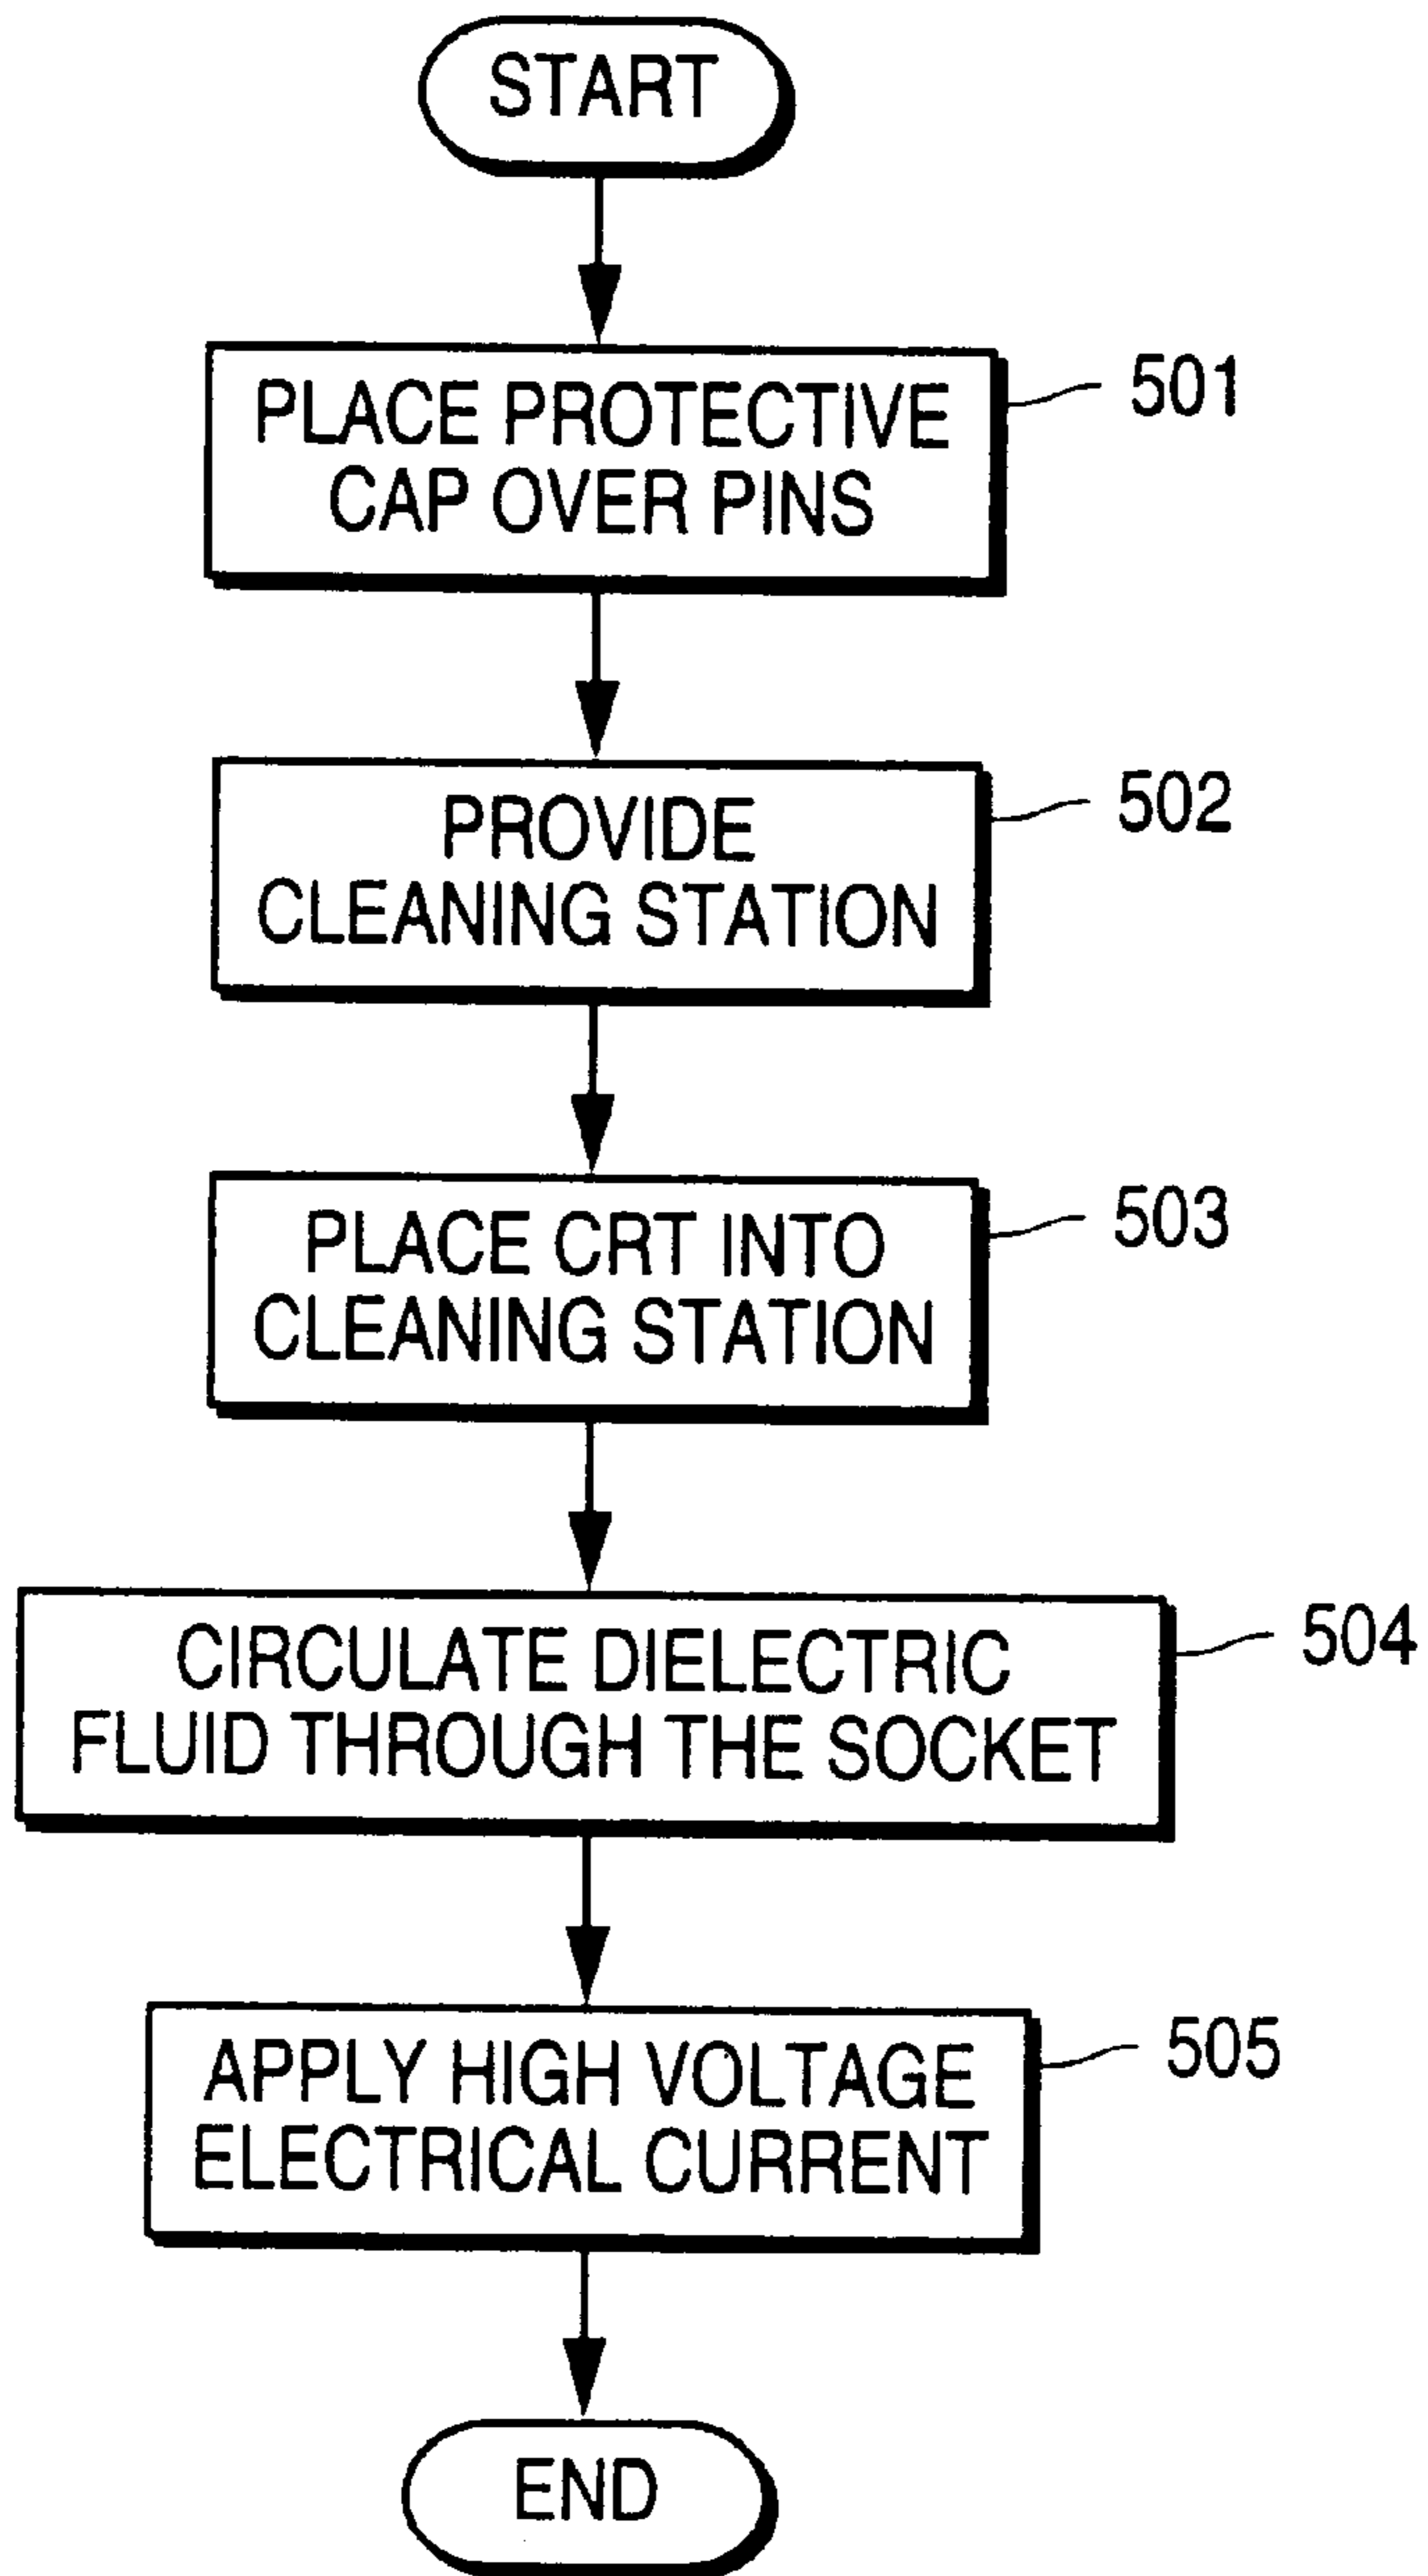 START
PLACE PROTECTIVE
CAP OVER PINS
501
PROVIDE
CLEANING STATION
502
PLACE CRT INTO
CLEANING STATION
503
CIRCULATE DIELECTRIC
FLUID THROUGH THE SOCKET
504
APPLY HIGH VOLTAGE
ELECTRICAL CURRENT
505
END